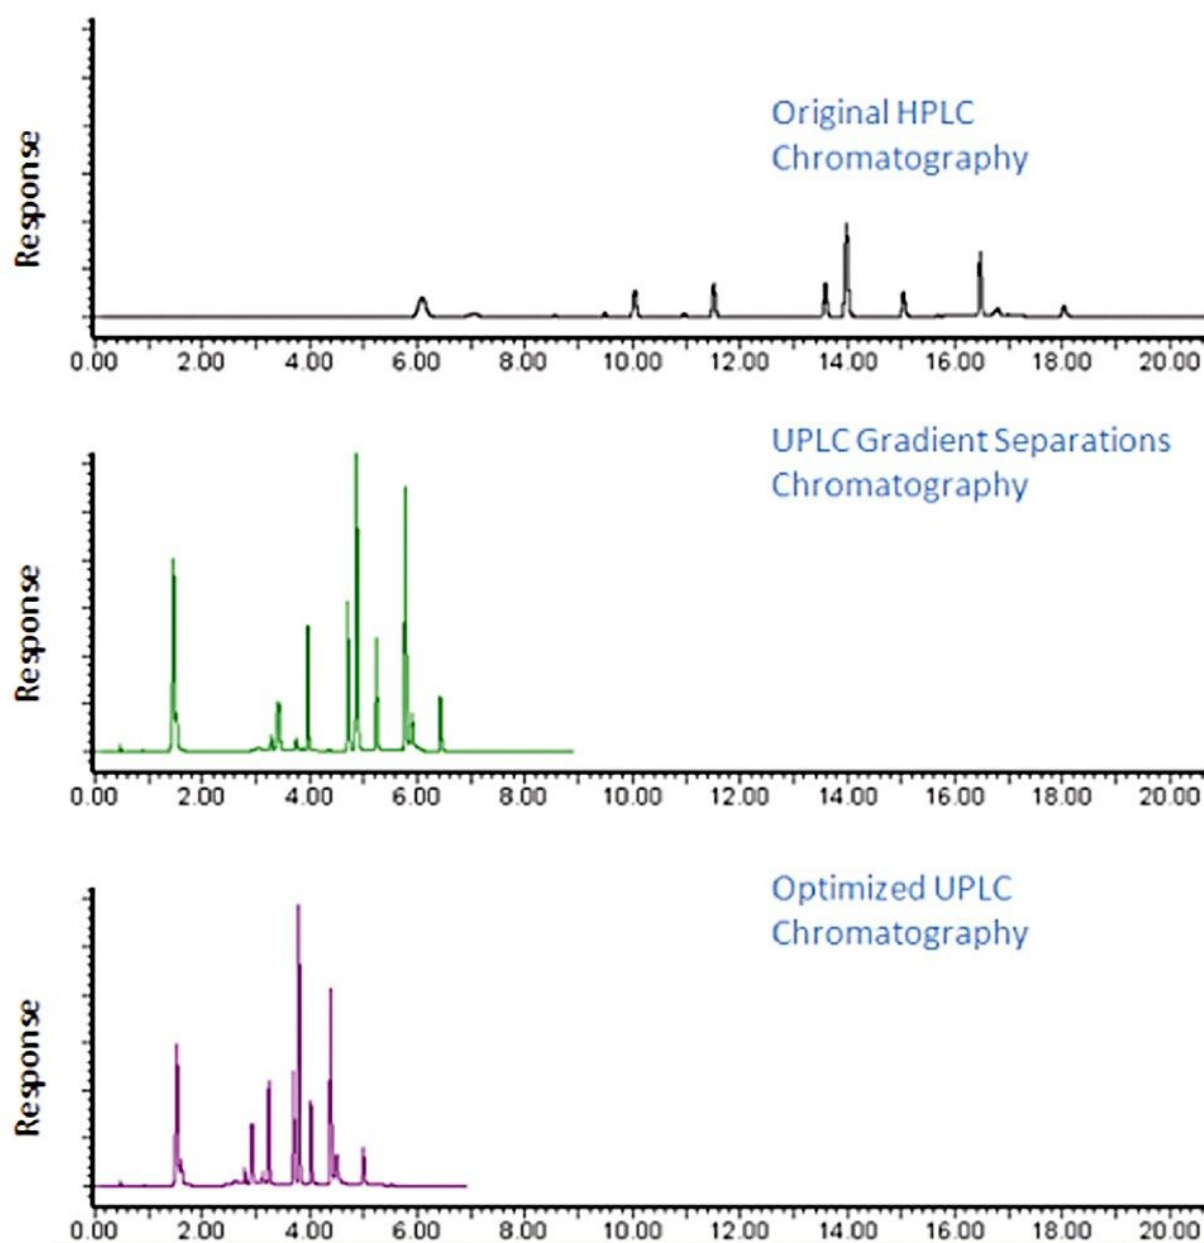 Response
Original HPLC
Chromatography
0.00 2.00 4.00 6.00 8.00 10.00 12.00 14.00 16.00 18.00 20.00
Response
UPLC Gradient Separations
Chromatography
0.00 2.00 4.00 6.00 8.00 10.00 12.00 14.00 16.00 18.00 20.00
Response
Optimized UPLC
Chromatography
0.00 2.00 4.00 6.00 8.00 10.00 12.00 14.00 16.00 18.00 20.00